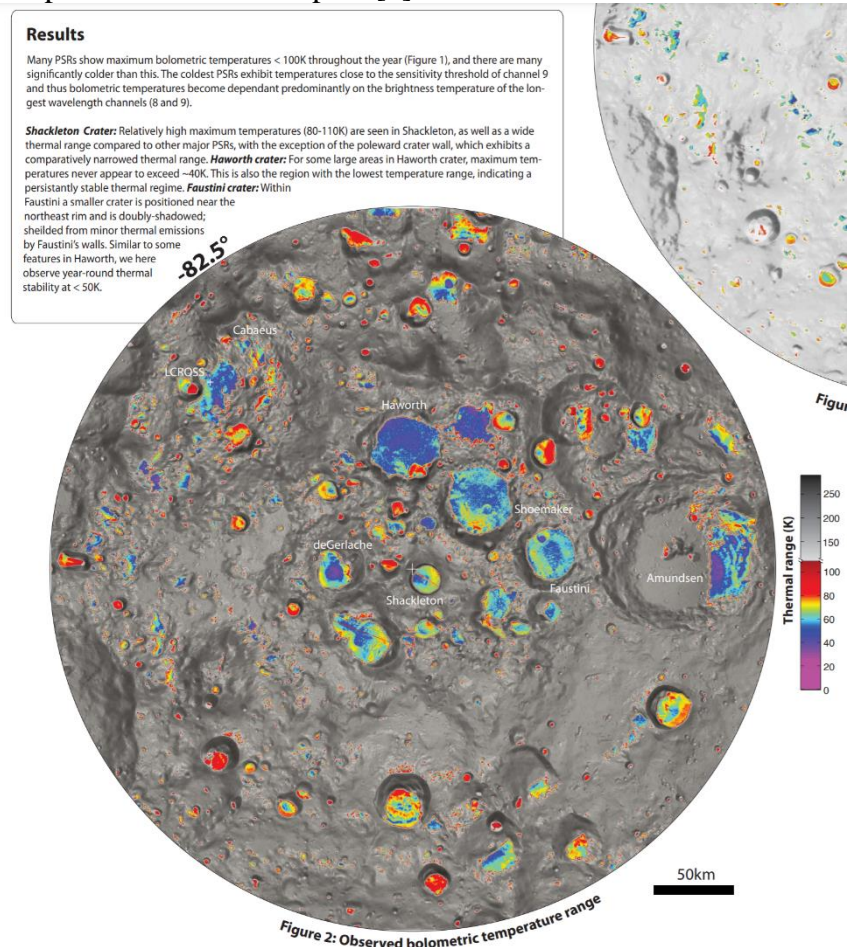 Results
Many PSRs show maximum bolometric temperatures < 100K throughout the year (Figure 1), and there are many
significantly colder than this. The coldest PSRs exhibit temperatures close to the sensitivity threshold of channel 9
and thus bolometric temperatures become dependant predominantly on the brightness temperature of the lon-
gest wavelength channels (8 and 9).
Shackleton Crater: Relatively high maximum temperatures (80-110K) are seen in Shackleton, as well as a wide
thermal range compared to other major PSRs, with the exception of the poleward crater wall, which exhibits a
comparatively narrowed thermal range. Haworth crater: For some large areas in Haworth crater, maximum tem-
peratures never appear to exceed ~40K. This is also the region with the lowest temperature range, indicating a
persistantly stable thermal regime. Faustini crater: Within
Faustini a smaller crater is positioned near the
northeast rim and is doubly-shadowed;
sheilded from minor thermal emissions
by Faustini's walls. Similar to some
features in Haworth, we here
observe year-round thermal
stability at < 50K.
-82.5°
Cabaeus
LCROSS
Haworth
Shoemaker
deGerlache
Shackleton
Faustini
Amundsen
Figure
Thermal range (K)
250
200
150
100
80
60
40
20
0
50km
Figure 2: Observed bolometric temperature range